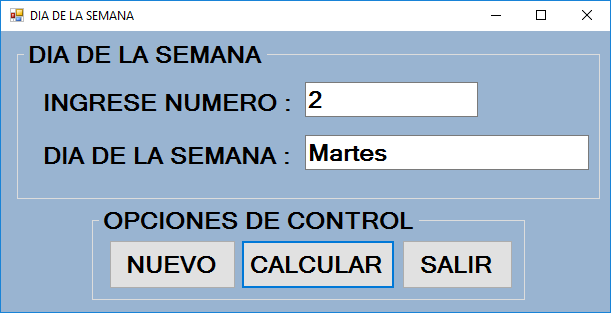 DIA DE LA SEMANA
DIA DE LA SEMANA
INGRESE NUMERO : 2
DIA DE LA SEMANA : Martes
OPCIONES DE CONTROL
NUEVO CALCULAR SALIR